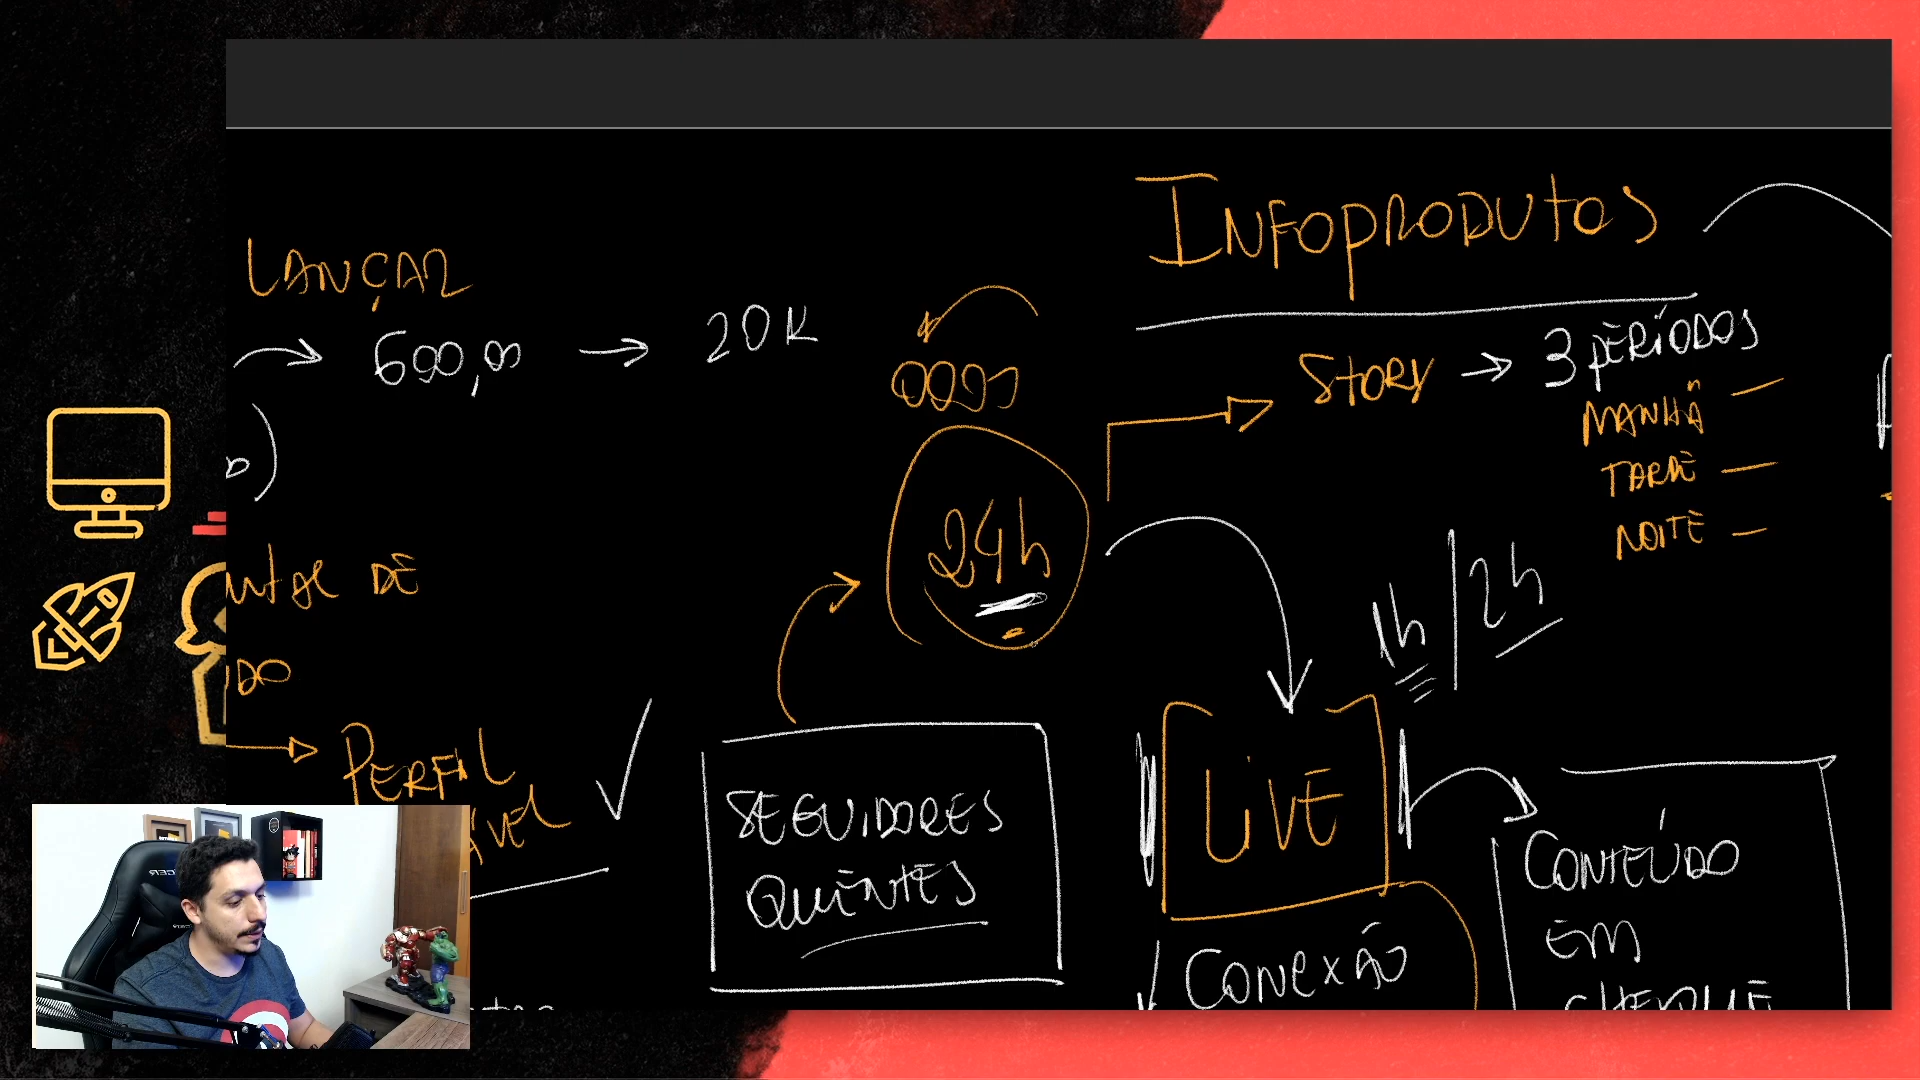 INFOPRODUTOS
LANÇAR
600,00 → 20K
STORY → 3 PERÍODOS
MANHÃ —
TARDE —
NOITE —
24h
DE
1h / 2h
PERFIL
SEGUIDORES
QUENTES
LIVE
CONTEÚDO
EM
CONEXÃO